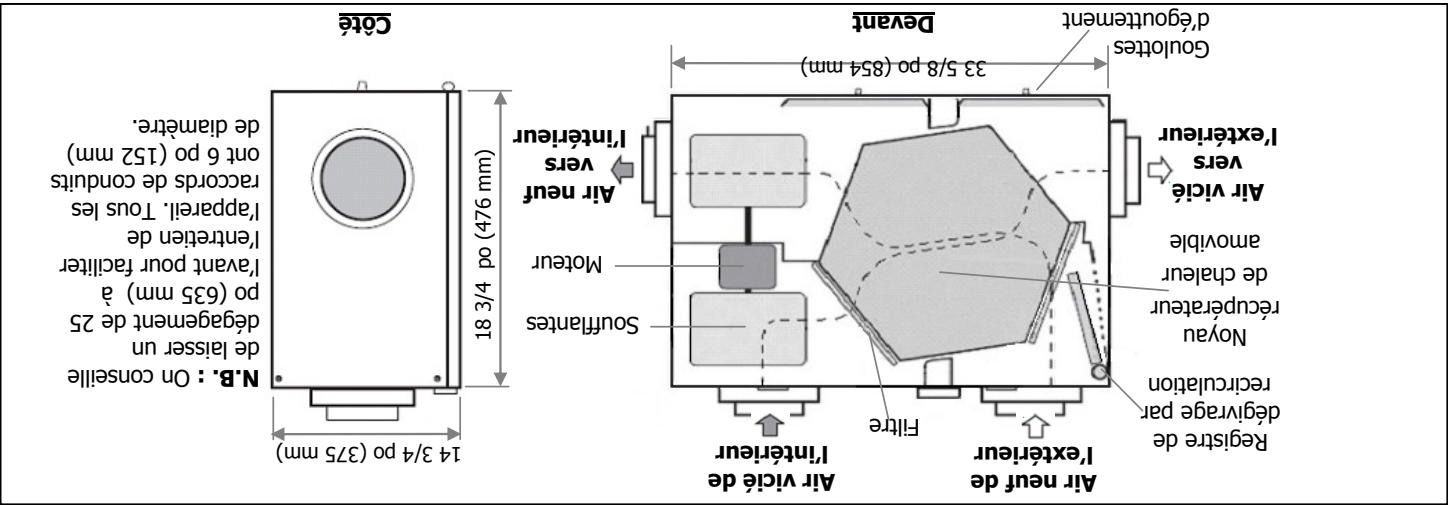 Air neuf de
l'extérieur
Air vicié de
l'intérieur
Registre de
dégivrage par
recirculation
Filtre
Noyau
récupérateur
de chaleur
amovible
Soufflantes
Moteur
Air vicié
vers
l'extérieur
Air neuf
vers
l'intérieur
Goulottes
d'égouttement
33 5/8 po (854 mm)
Devant
14 3/4 po (375 mm)
18 3/4 po (476 mm)
Côté
N.B. : On conseille
de laisser un
dégagement de 25
po (635 mm) à
l'avant pour faciliter
l'entretien de
l'appareil. Tous les
raccords de conduits
ont 6 po (152 mm)
de diamètre.